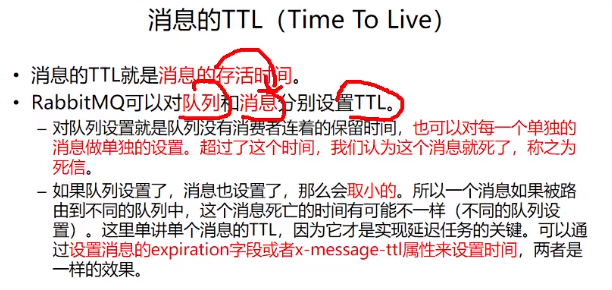 消息的TTL（Time To Live）
• 消息的TTL就是消息的存活时间。
• RabbitMQ可以对队列和消息分别设置TTL。
– 对队列设置就是队列没有消费者连着的保留时间，也可以对每一个单独的
消息做单独的设置。超过了这个时间，我们认为这个消息就死了，称之为
死信。
– 如果队列设置了，消息也设置了，那么会取小的。所以一个消息如果被路
由到不同的队列中，这个消息死亡的时间有可能不一样（不同的队列设
置）。这里单讲单个消息的TTL，因为它才是实现延迟任务的关键。可以通
过设置消息的expiration字段或者x-message-ttl属性来设置时间，两者是
一样的效果。